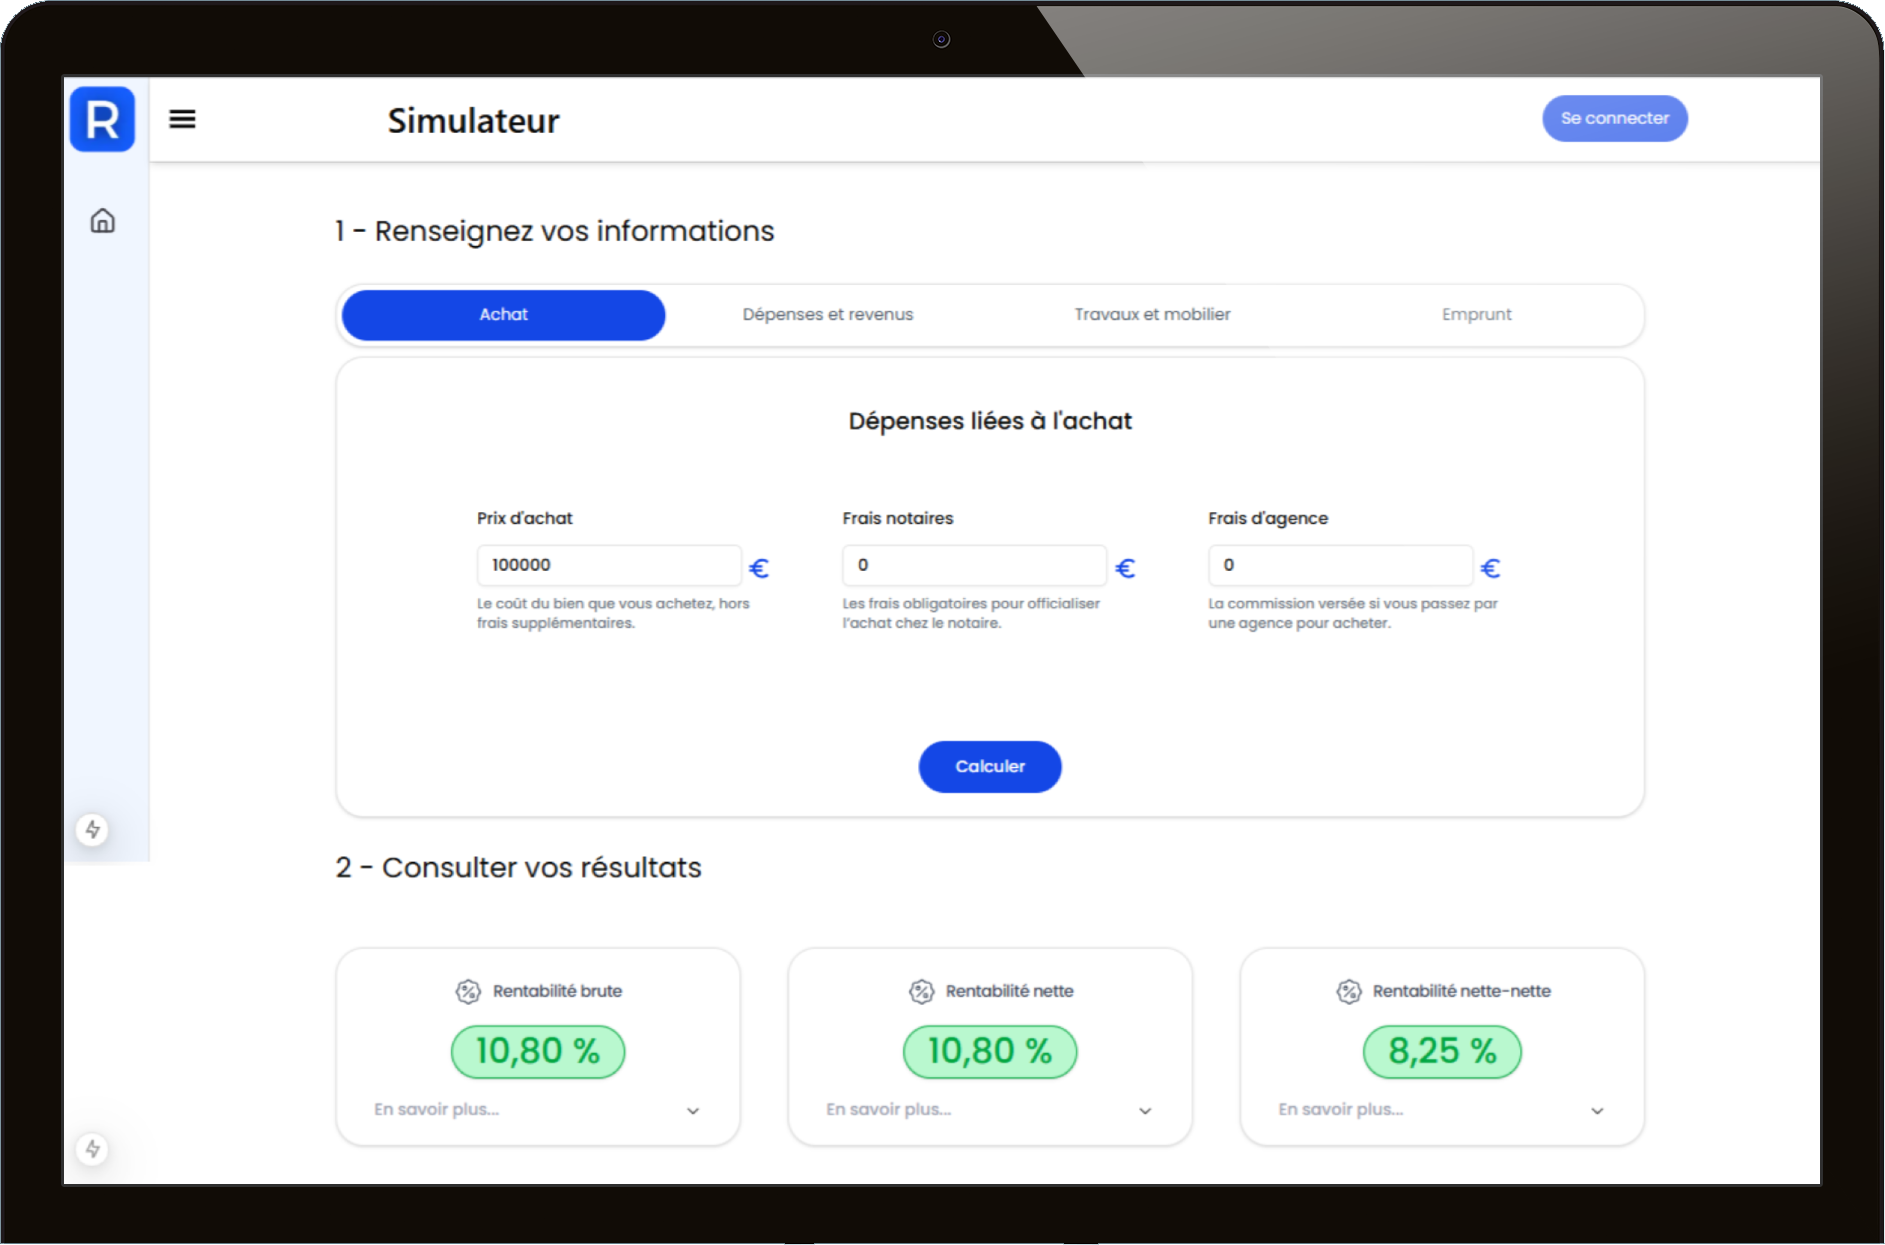 R
Simulateur
Se connecter
1 - Renseignez vos informations
Achat
Dépenses et revenus
Travaux et mobilier
Emprunt
Dépenses liées à l'achat
Prix d'achat
100000 €
Le coût du bien que vous achetez, hors
frais supplémentaires.
Frais notaires
0 €
Les frais obligatoires pour officialiser
l'achat chez le notaire.
Frais d'agence
0 €
La commission versée si vous passez par
une agence pour acheter.
Calculer
2 - Consulter vos résultats
Rentabilité brute
10,80 %
En savoir plus...
Rentabilité nette
10,80 %
En savoir plus...
Rentabilité nette-nette
8,25 %
En savoir plus...